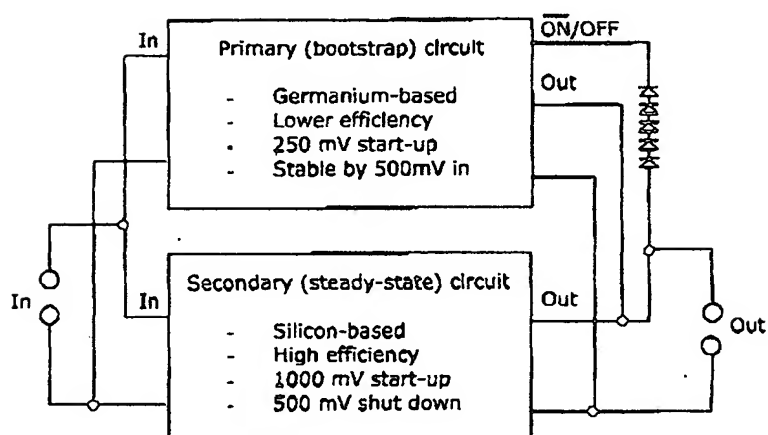 In
Primary (bootstrap) circuit
- Germanium-based
- Lower efficiency
- 250 mV start-up
- Stable by 500mV in
ON/OFF
Out
In
In
Secondary (steady-state) circuit
- Silicon-based
- High efficiency
- 1000 mV start-up
- 500 mV shut down
Out
Out